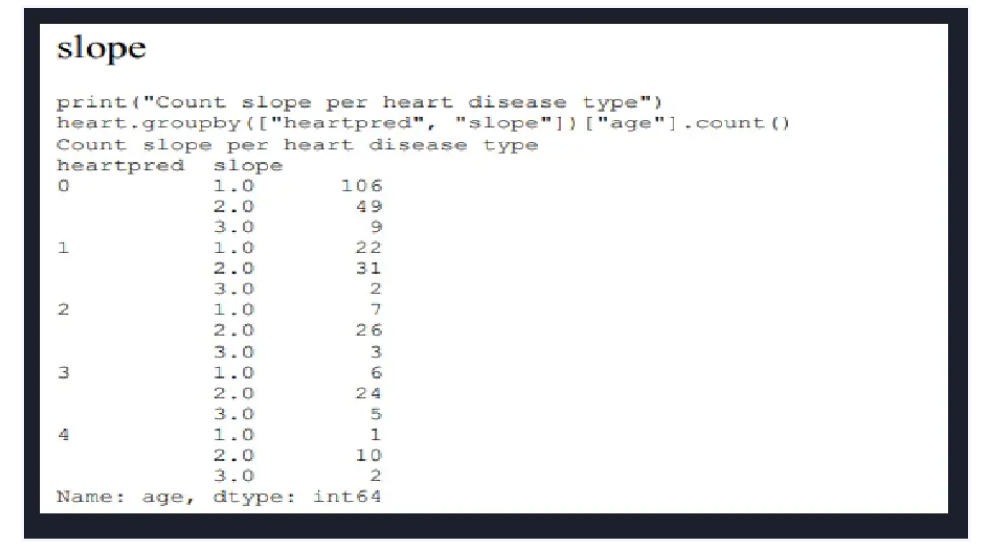 slope
print("Count slope per heart disease type")
heart.groupby(["heartpred", "slope"])["age"].count()
Count slope per heart disease type
heartpred  slope
0          1.0      106
           2.0       49
           3.0        9
1          1.0       22
           2.0       31
           3.0        2
2          1.0        7
           2.0       26
           3.0        3
3          1.0        6
           2.0       24
           3.0        5
4          1.0        1
           2.0       10
           3.0        2
Name: age, dtype: int64